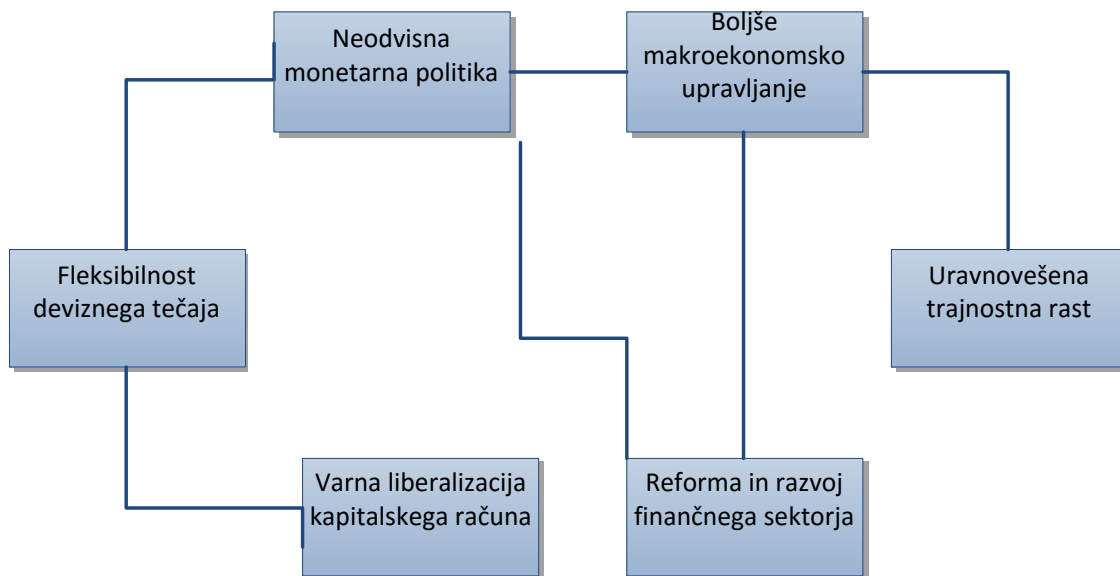 Neodvisna
monetarna politika
Boljše
makroekonomsko
upravljanje
Fleksibilnost
deviznega tečaja
Uravnovešena
trajnostna rast
Varna liberalizacija
kapitalskega računa
Reforma in razvoj
finančnega sektorja